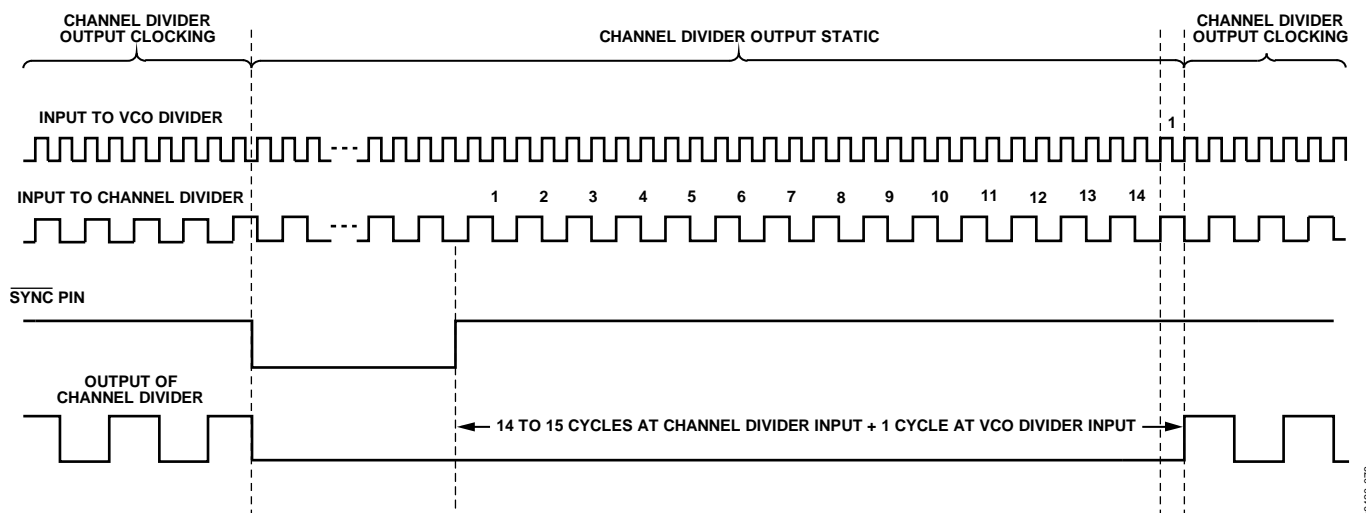 CHANNEL DIVIDER
OUTPUT CLOCKING
CHANNEL DIVIDER OUTPUT STATIC
CHANNEL DIVIDER
OUTPUT CLOCKING
INPUT TO VCO DIVIDER
1
INPUT TO CHANNEL DIVIDER
1 2 3 4 5 6 7 8 9 10 11 12 13 14
SYNC PIN
OUTPUT OF
CHANNEL DIVIDER
14 TO 15 CYCLES AT CHANNEL DIVIDER INPUT + 1 CYCLE AT VCO DIVIDER INPUT